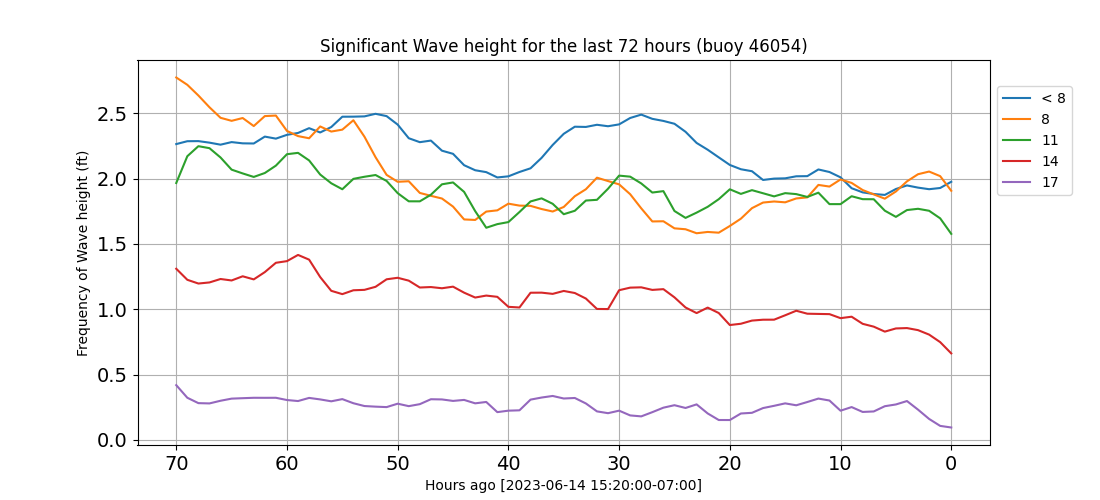 Significant Wave height for the last 72 hours (buoy 46054)
Frequency of Wave height (ft)
2.5
2.0
1.5
1.0
0.5
0.0
70 60 50 40 30 20 10 0
Hours ago [2023-06-14 15:20:00-07:00]
< 8
8
11
14
17